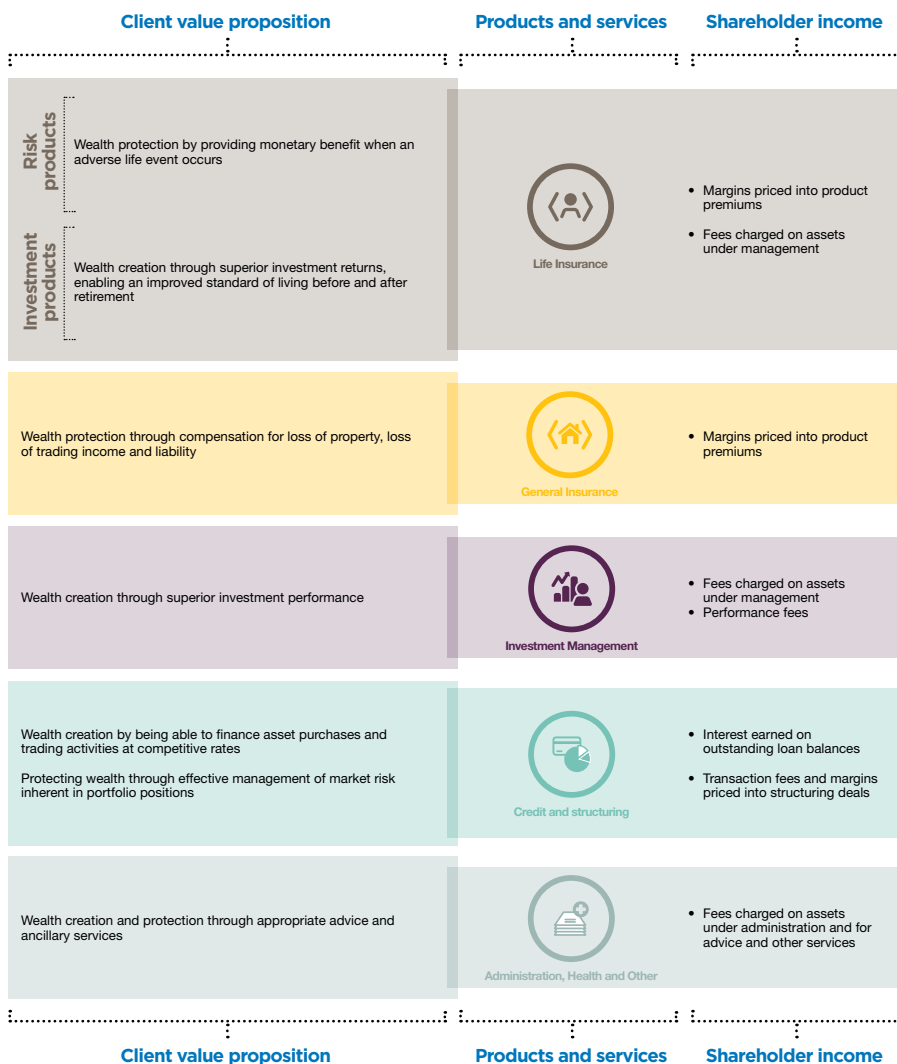 Client value proposition
Products and services
Shareholder income
Risk
products
Wealth protection by providing monetary benefit when an
adverse life event occurs
Investment
products
Wealth creation through superior investment returns,
enabling an improved standard of living before and after
retirement
Life Insurance
• Margins priced into product
premiums
• Fees charged on assets
under management
Wealth protection through compensation for loss of property, loss
of trading income and liability
General Insurance
• Margins priced into product
premiums
Wealth creation through superior investment performance
Investment Management
• Fees charged on assets
under management
• Performance fees
Wealth creation by being able to finance asset purchases and
trading activities at competitive rates
Protecting wealth through effective management of market risk
inherent in portfolio positions
Credit and structuring
• Interest earned on
outstanding loan balances
• Transaction fees and margins
priced into structuring deals
Wealth creation and protection through appropriate advice and
ancillary services
Administration, Health and Other
• Fees charged on assets
under administration and for
advice and other services
Client value proposition
Products and services
Shareholder income